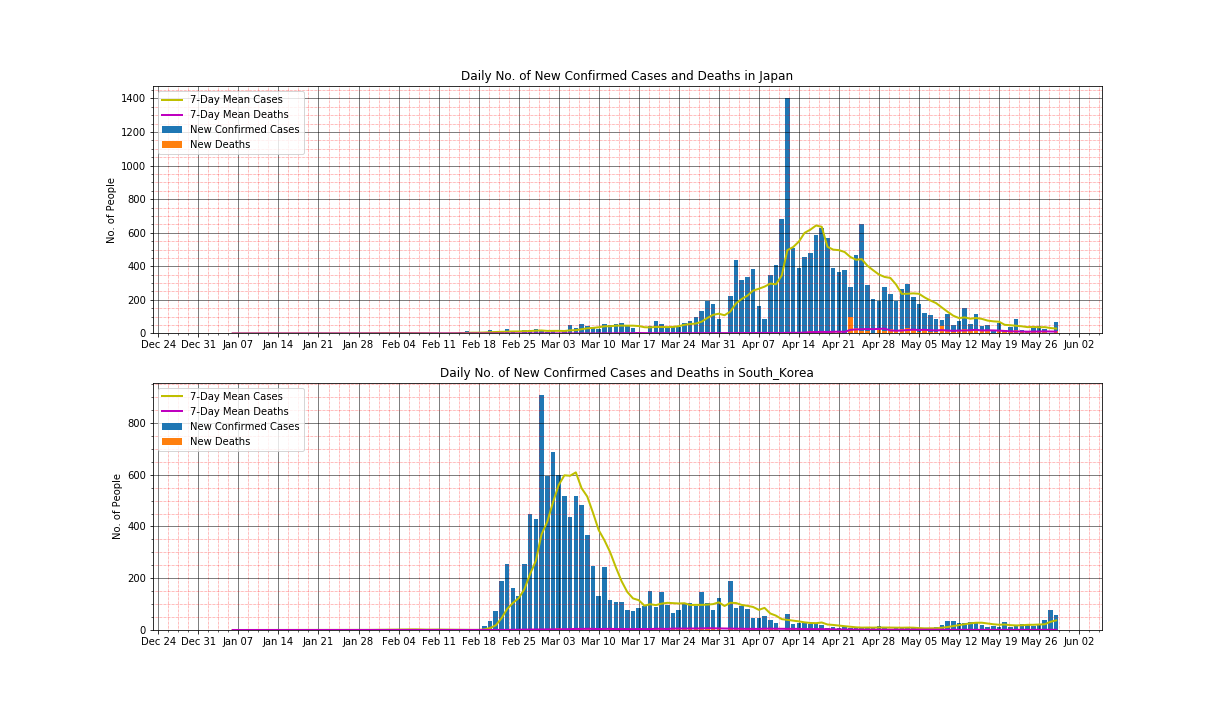 Daily No. of New Confirmed Cases and Deaths in Japan
7-Day Mean Cases
7-Day Mean Deaths
New Confirmed Cases
New Deaths
No. of People
1400
1200
1000
800
600
400
200
0
Dec 24 Dec 31 Jan 07 Jan 14 Jan 21 Jan 28 Feb 04 Feb 11 Feb 18 Feb 25 Mar 03 Mar 10 Mar 17 Mar 24 Mar 31 Apr 07 Apr 14 Apr 21 Apr 28 May 05 May 12 May 19 May 26 Jun 02
Daily No. of New Confirmed Cases and Deaths in South_Korea
7-Day Mean Cases
7-Day Mean Deaths
New Confirmed Cases
New Deaths
No. of People
800
600
400
200
0
Dec 24 Dec 31 Jan 07 Jan 14 Jan 21 Jan 28 Feb 04 Feb 11 Feb 18 Feb 25 Mar 03 Mar 10 Mar 17 Mar 24 Mar 31 Apr 07 Apr 14 Apr 21 Apr 28 May 05 May 12 May 19 May 26 Jun 02